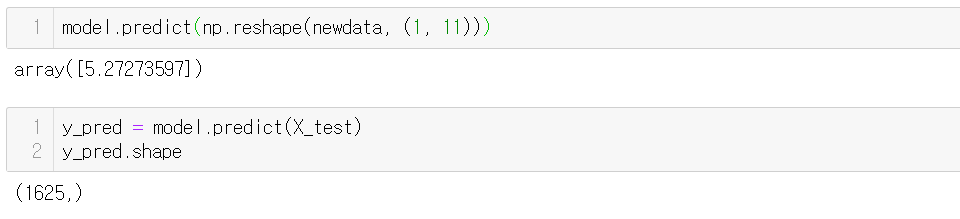 1 model.predict(np.reshape(newdata, (1, 11)))
array([5.27273597])
1 y_pred = model.predict(X_test)
2 y_pred.shape
(1625,)